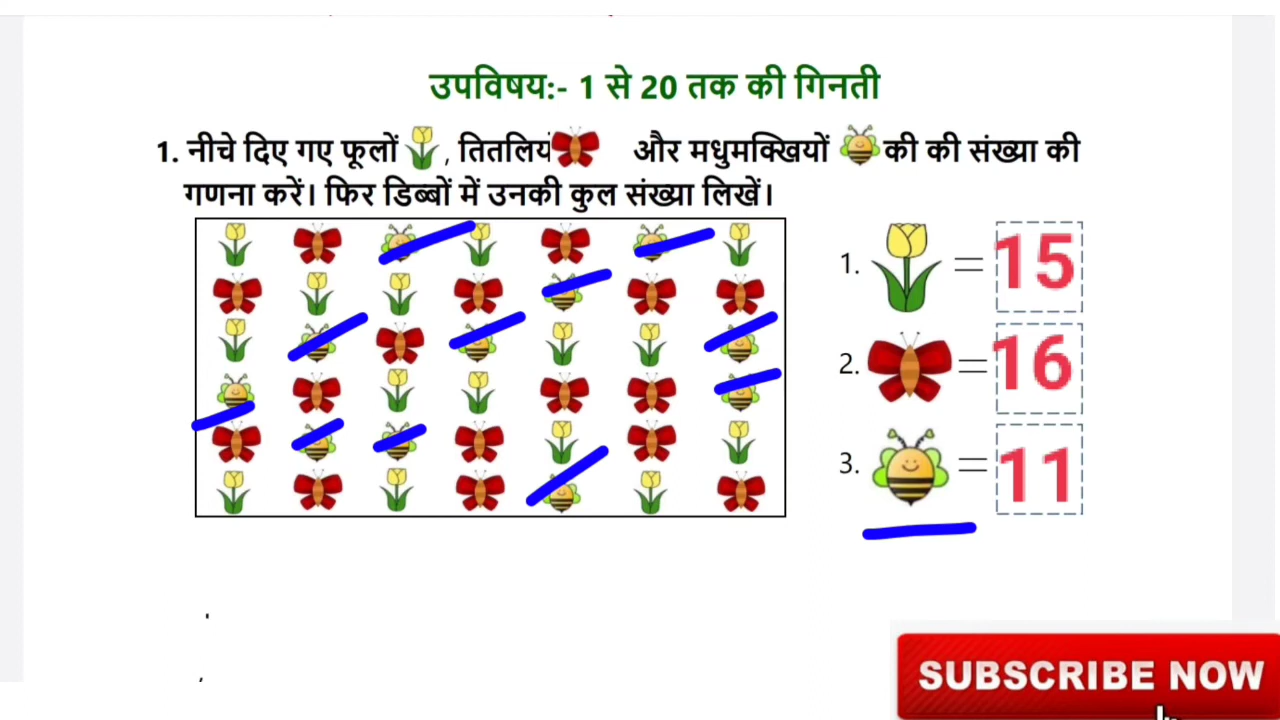 उपविषय:- 1 से 20 तक की गिनती
1. नीचे दिए गए फूलों , तितलिय और मधुमक्खियों की की संख्या की
गणना करें। फिर डिब्बों में उनकी कुल संख्या लिखें।
1. = 15
2. = 16
3. = 11
SUBSCRIBE NOW